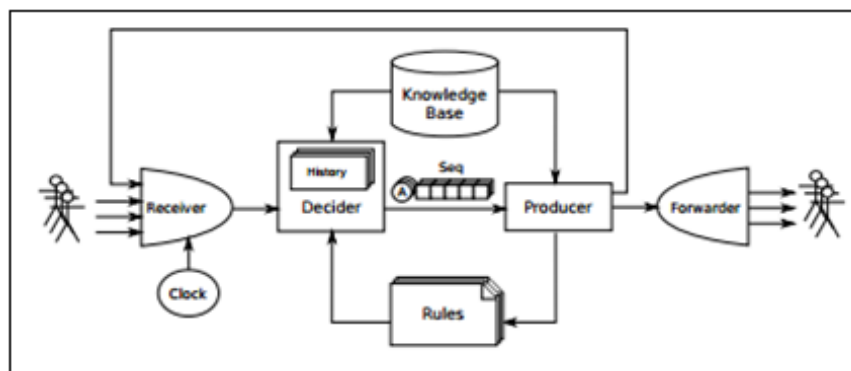 Knowledge
Base
History
Seq
A
Receiver
Decider
Producer
Forwarder
Clock
Rules